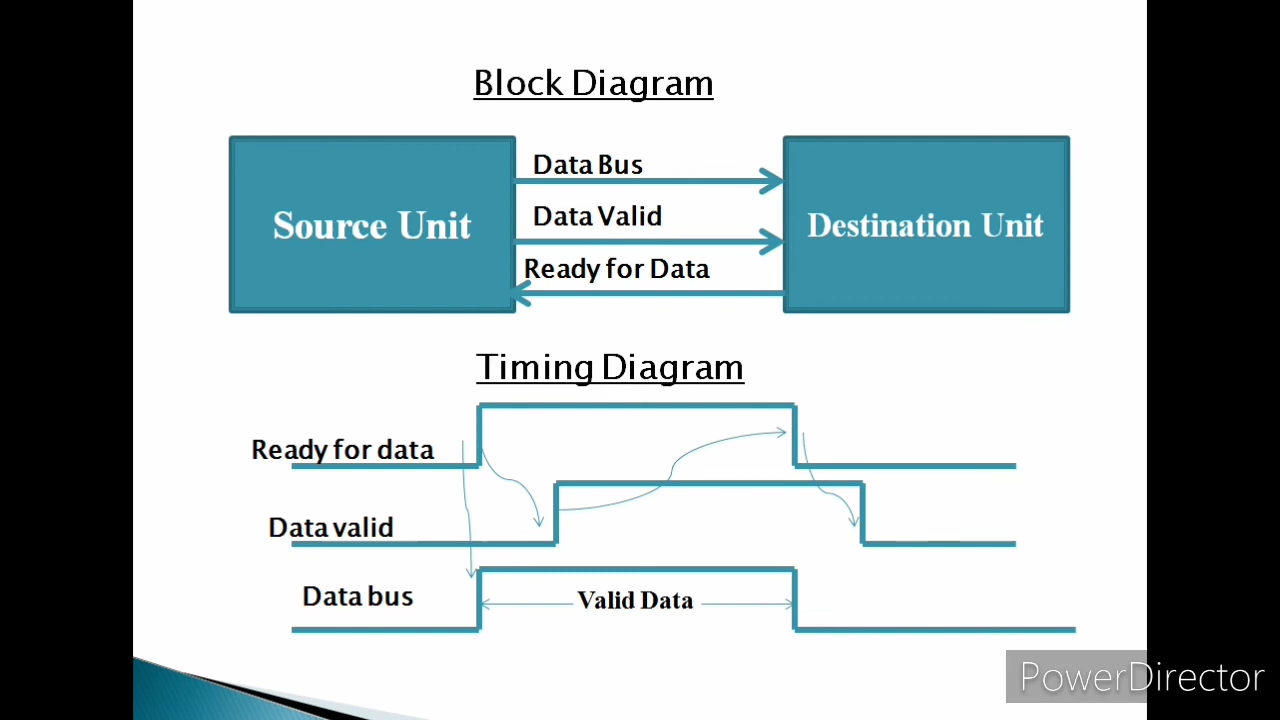 Block Diagram
Data Bus
Source Unit
Data Valid
Destination Unit
Ready for Data
Timing Diagram
Ready for data
Data valid
Data bus
Valid Data
PowerDirector